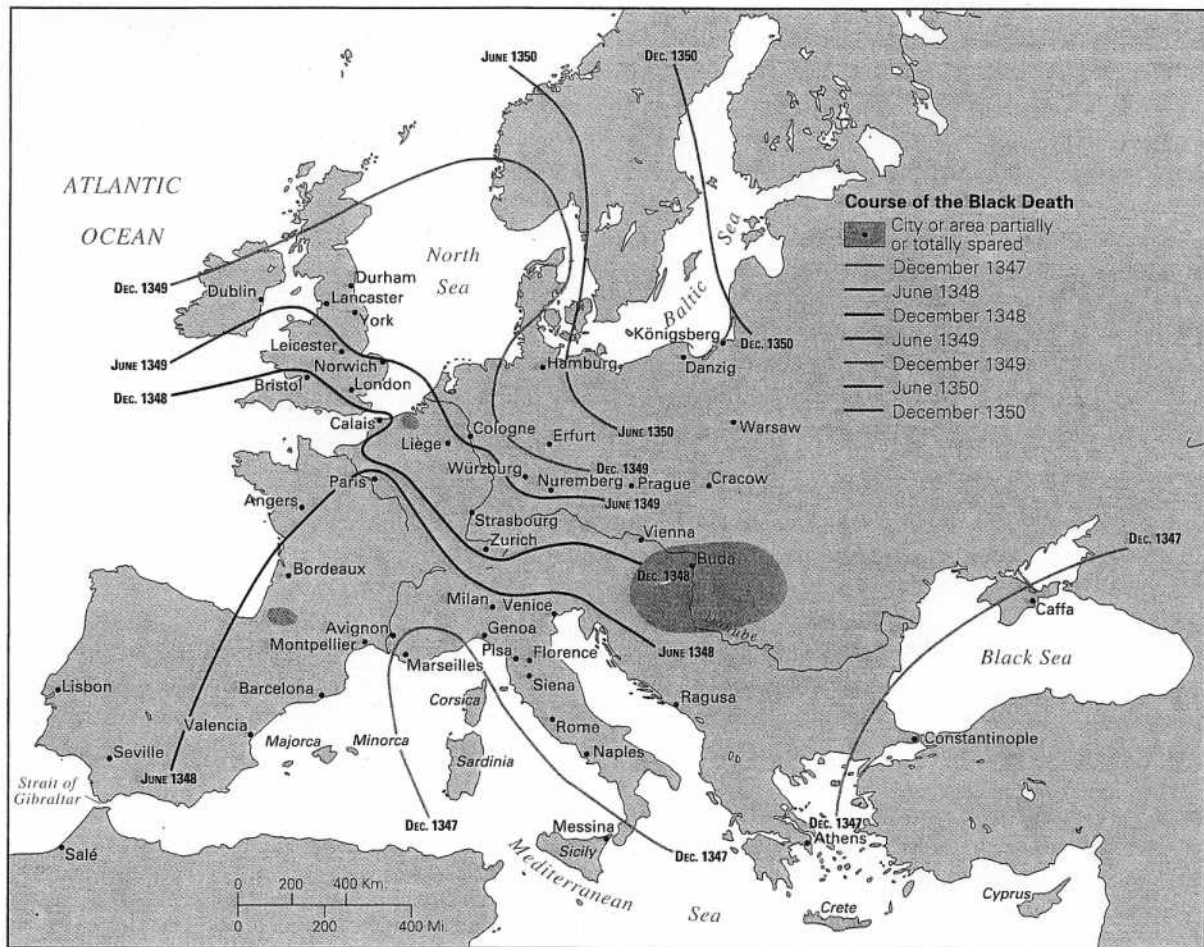 JUNE 1350
DEC. 1350
ATLANTIC
OCEAN
North
Sea
Baltic
Sea
Course of the Black Death
City or area partially
or totally spared
December 1347
June 1348
December 1348
June 1349
December 1349
June 1350
December 1350
DEC. 1349
Dublin
Durham
Lancaster
York
JUNE 1349
Leicester
Norwich
DEC. 1348
Bristol
London
Calais
Königsberg
DEC. 1350
Hamburg
Danzig
Cologne
Liège
Erfurt
JUNE 1350
Warsaw
Würzburg
DEC. 1349
Nuremberg
Prague
Cracow
Paris
JUNE 1349
Angers
Strasbourg
Zurich
Vienna
DEC. 1348
Buda
DEC. 1347
Bordeaux
Caffa
Milan
Venice
Danube
Avignon
Genoa
Montpellier
Pisa
Florence
JUNE 1348
Black Sea
Marseilles
Siena
Lisbon
Barcelona
Corsica
Ragusa
Rome
Valencia
Majorca
Minorca
Sardinia
Naples
Constantinople
Seville
JUNE 1348
Strait of
Gibraltar
DEC. 1347
Messina
Sicily
DEC. 1347
DEC. 1347
Athens
Salé
Mediterranean
Sea
Crete
Cyprus
0 200 400 Km.
0 200 400 Mi.